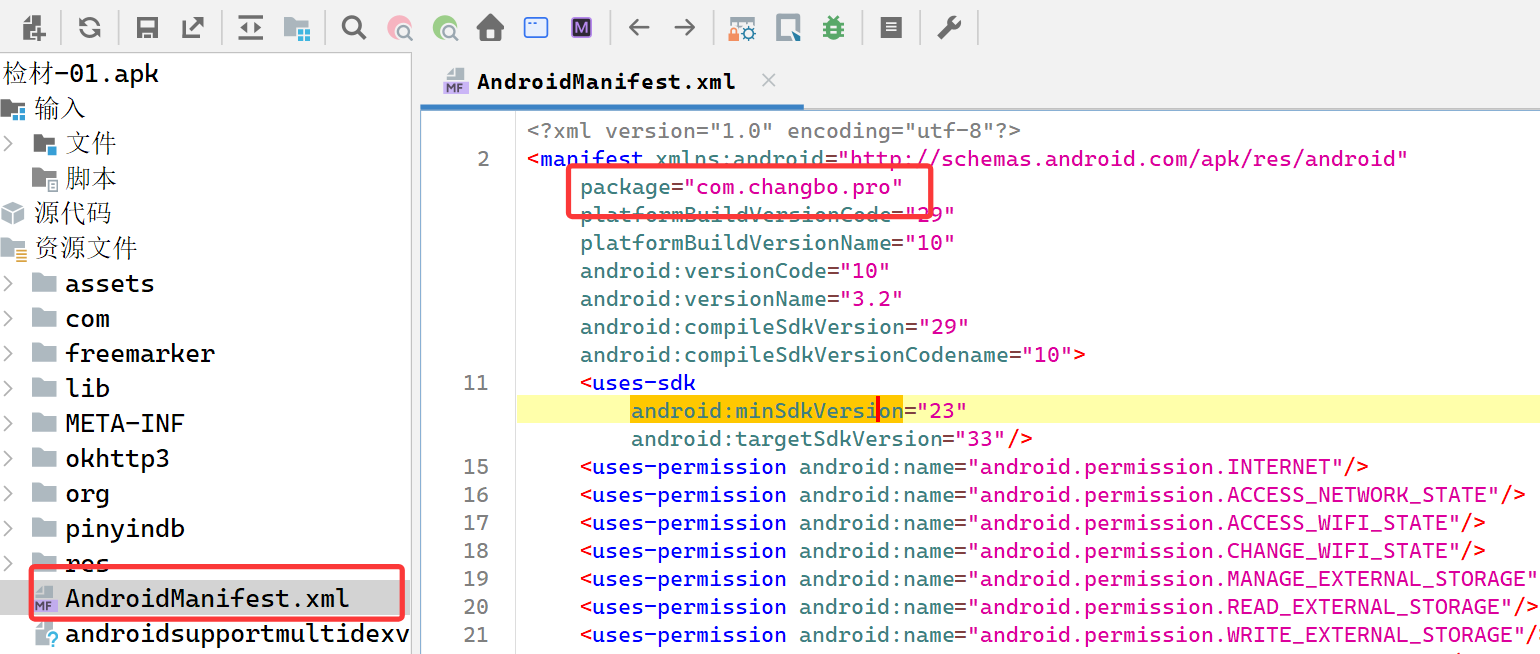 检材-01.apk
输入
文件
脚本
源代码
资源文件
assets
com
freemarker
lib
META-INF
okhttp3
org
pinyindb
res
MF AndroidManifest.xml
androidsupportmultidexv
M
MF AndroidManifest.xml
<?xml version="1.0" encoding="utf-8"?>
2 <manifest xmlns:android="http://schemas.android.com/apk/res/android"
package="com.changbo.pro"
platformBuildVersionCode="29"
platformBuildVersionName="10"
android:versionCode="10"
android:versionName="3.2"
android:compileSdkVersion="29"
android:compileSdkVersionCodename="10">
11 <uses-sdk
android:minSdkVersion="23"
android:targetSdkVersion="33"/>
15 <uses-permission android:name="android.permission.INTERNET"/>
16 <uses-permission android:name="android.permission.ACCESS_NETWORK_STATE"/>
17 <uses-permission android:name="android.permission.ACCESS_WIFI_STATE"/>
18 <uses-permission android:name="android.permission.CHANGE_WIFI_STATE"/>
19 <uses-permission android:name="android.permission.MANAGE_EXTERNAL_STORAGE"
20 <uses-permission android:name="android.permission.READ_EXTERNAL_STORAGE"/>
21 <uses-permission android:name="android.permission.WRITE_EXTERNAL_STORAGE"/